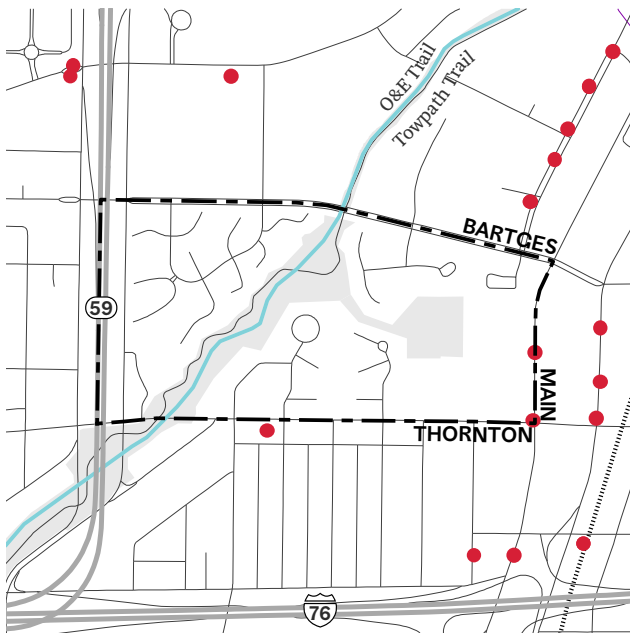 O&E Trail
Towpath Trail
BARTGES
59
MAIN
THORNTON
76